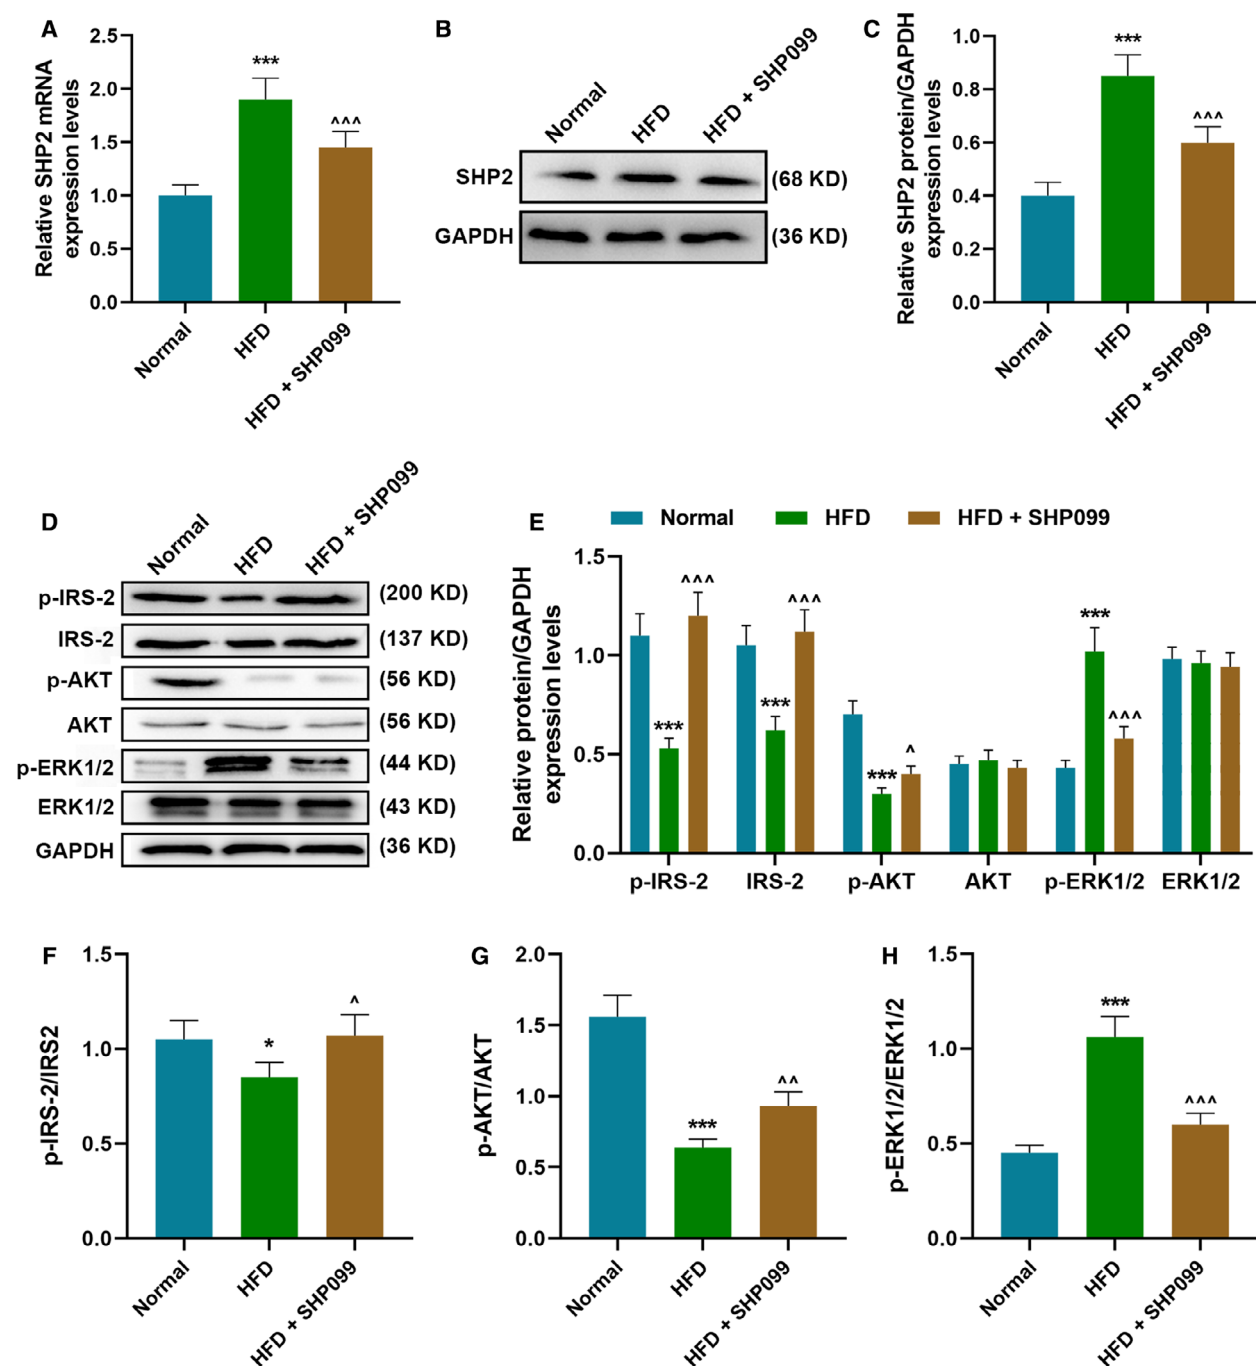 A
Relative SHP2 mRNA
expression levels
2.5
2.0
1.5
1.0
0.5
0.0
***
^^^
Normal
HFD
HFD + SHP099
B
Normal
HFD
HFD + SHP099
SHP2
(68 KD)
GAPDH
(36 KD)
C
Relative SHP2 protein/GAPDH
expression levels
1.0
0.8
0.6
0.4
0.2
0.0
***
^^^
Normal
HFD
HFD + SHP099
D
Normal
HFD
HFD + SHP099
p-IRS-2 (200 KD)
IRS-2 (137 KD)
p-AKT (56 KD)
AKT (56 KD)
p-ERK1/2 (44 KD)
ERK1/2 (43 KD)
GAPDH (36 KD)
E
Normal HFD HFD + SHP099
Relative protein/GAPDH
expression levels
1.5
1.0
0.5
0.0
***
^^^
***
^^^
***
^
***
^^^
p-IRS-2 IRS-2 p-AKT AKT p-ERK1/2 ERK1/2
F
p-IRS-2/IRS2
1.5
1.0
0.5
0.0
*
^
Normal
HFD
HFD + SHP099
G
p-AKT/AKT
2.0
1.5
1.0
0.5
0.0
***
^^
Normal
HFD
HFD + SHP099
H
p-ERK1/2/ERK1/2
1.5
1.0
0.5
0.0
***
^^^
Normal
HFD
HFD + SHP099